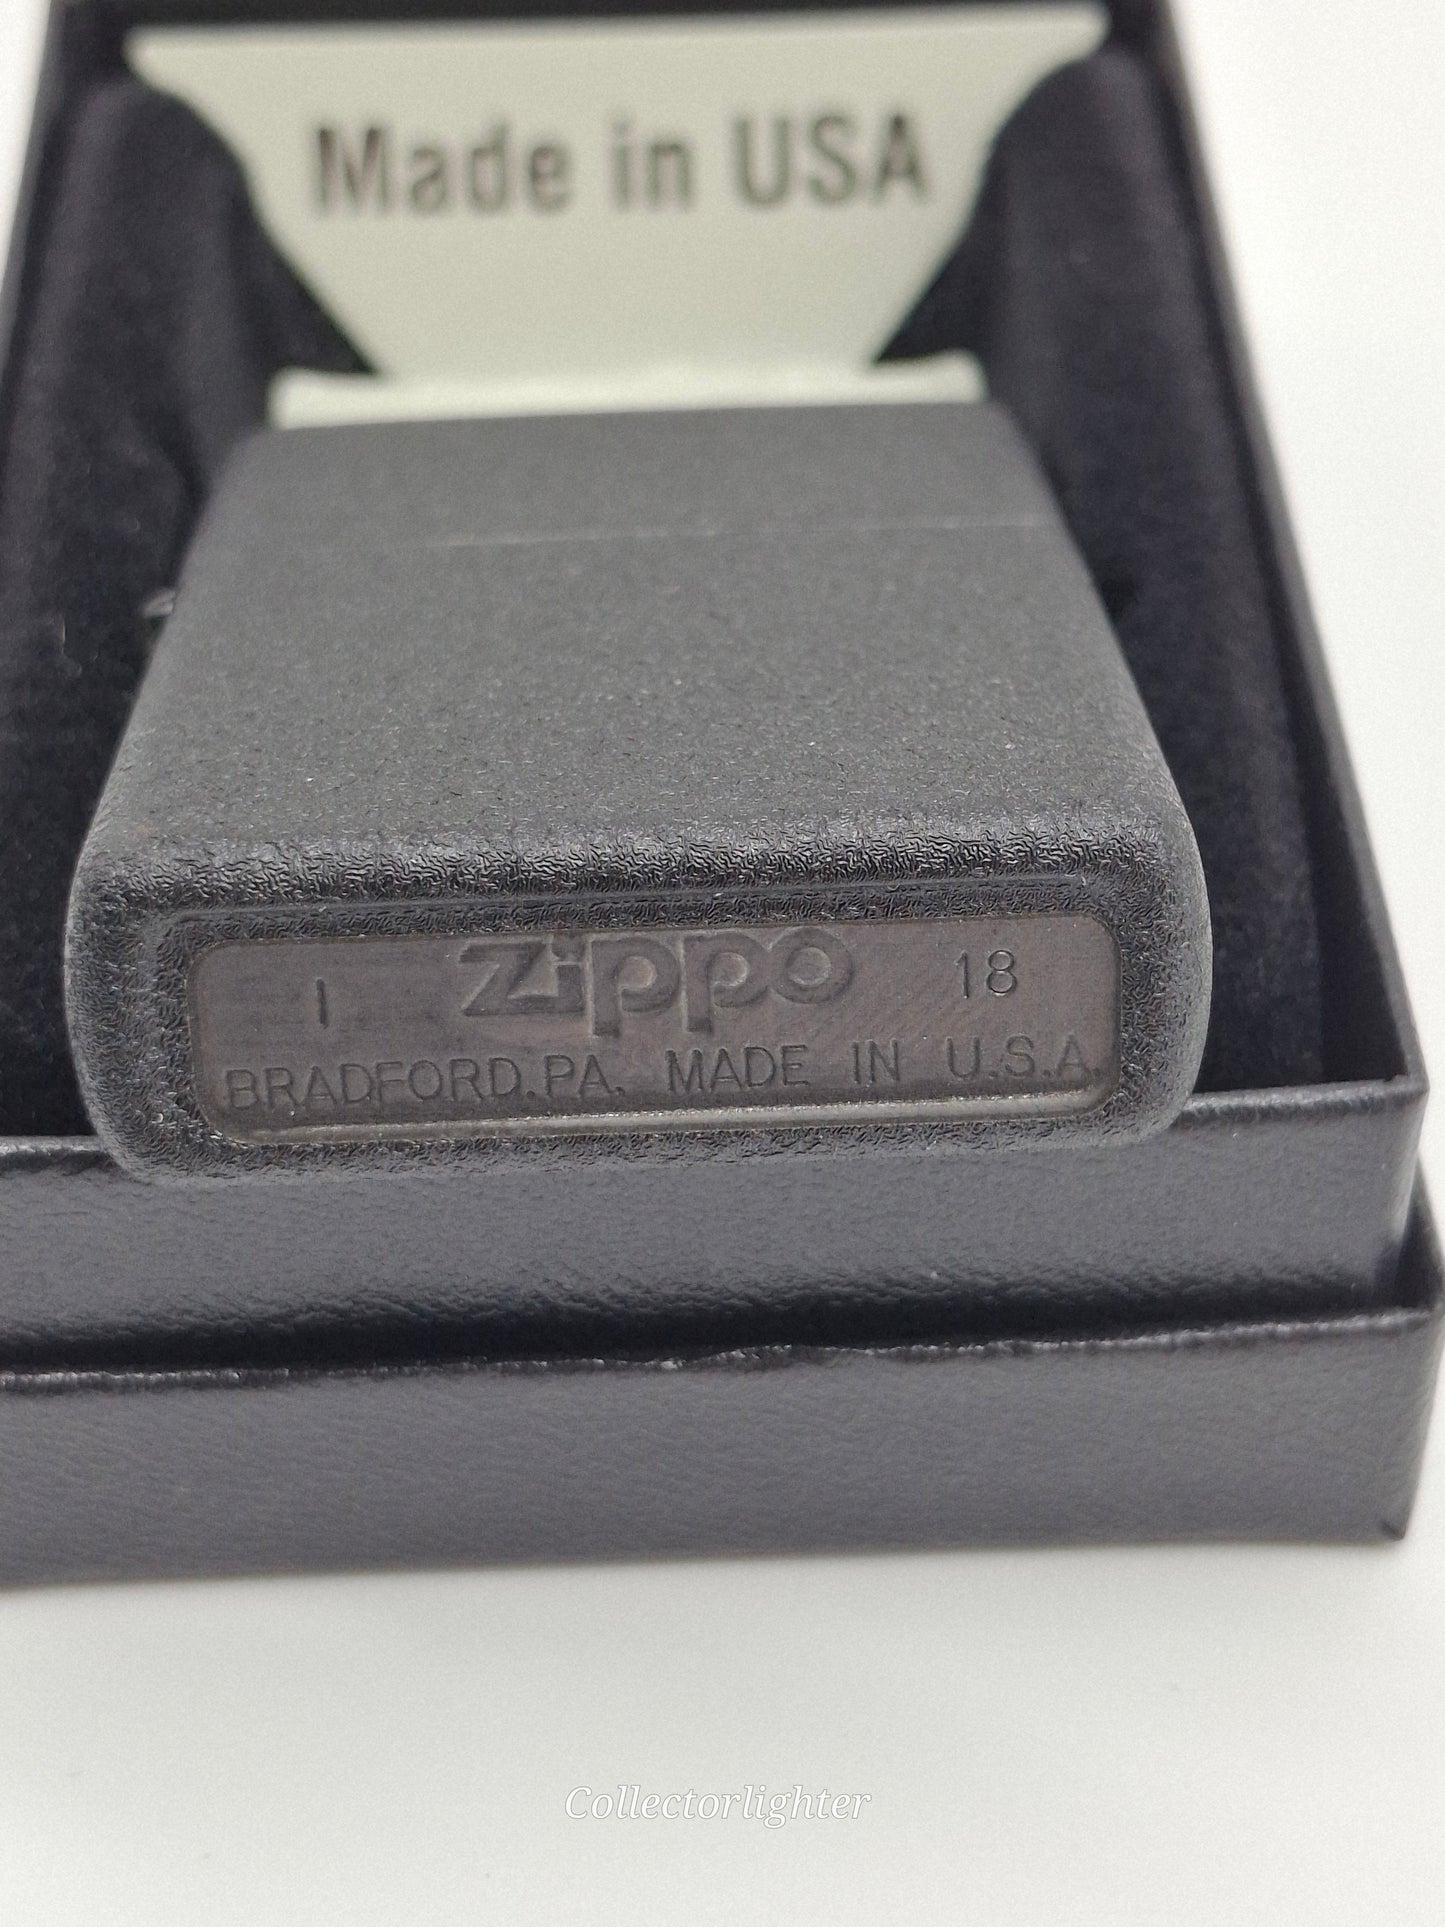 Made in USA
I zippo 18
BRADFORD.PA. MADE IN U.S.A.
Collectorlighter